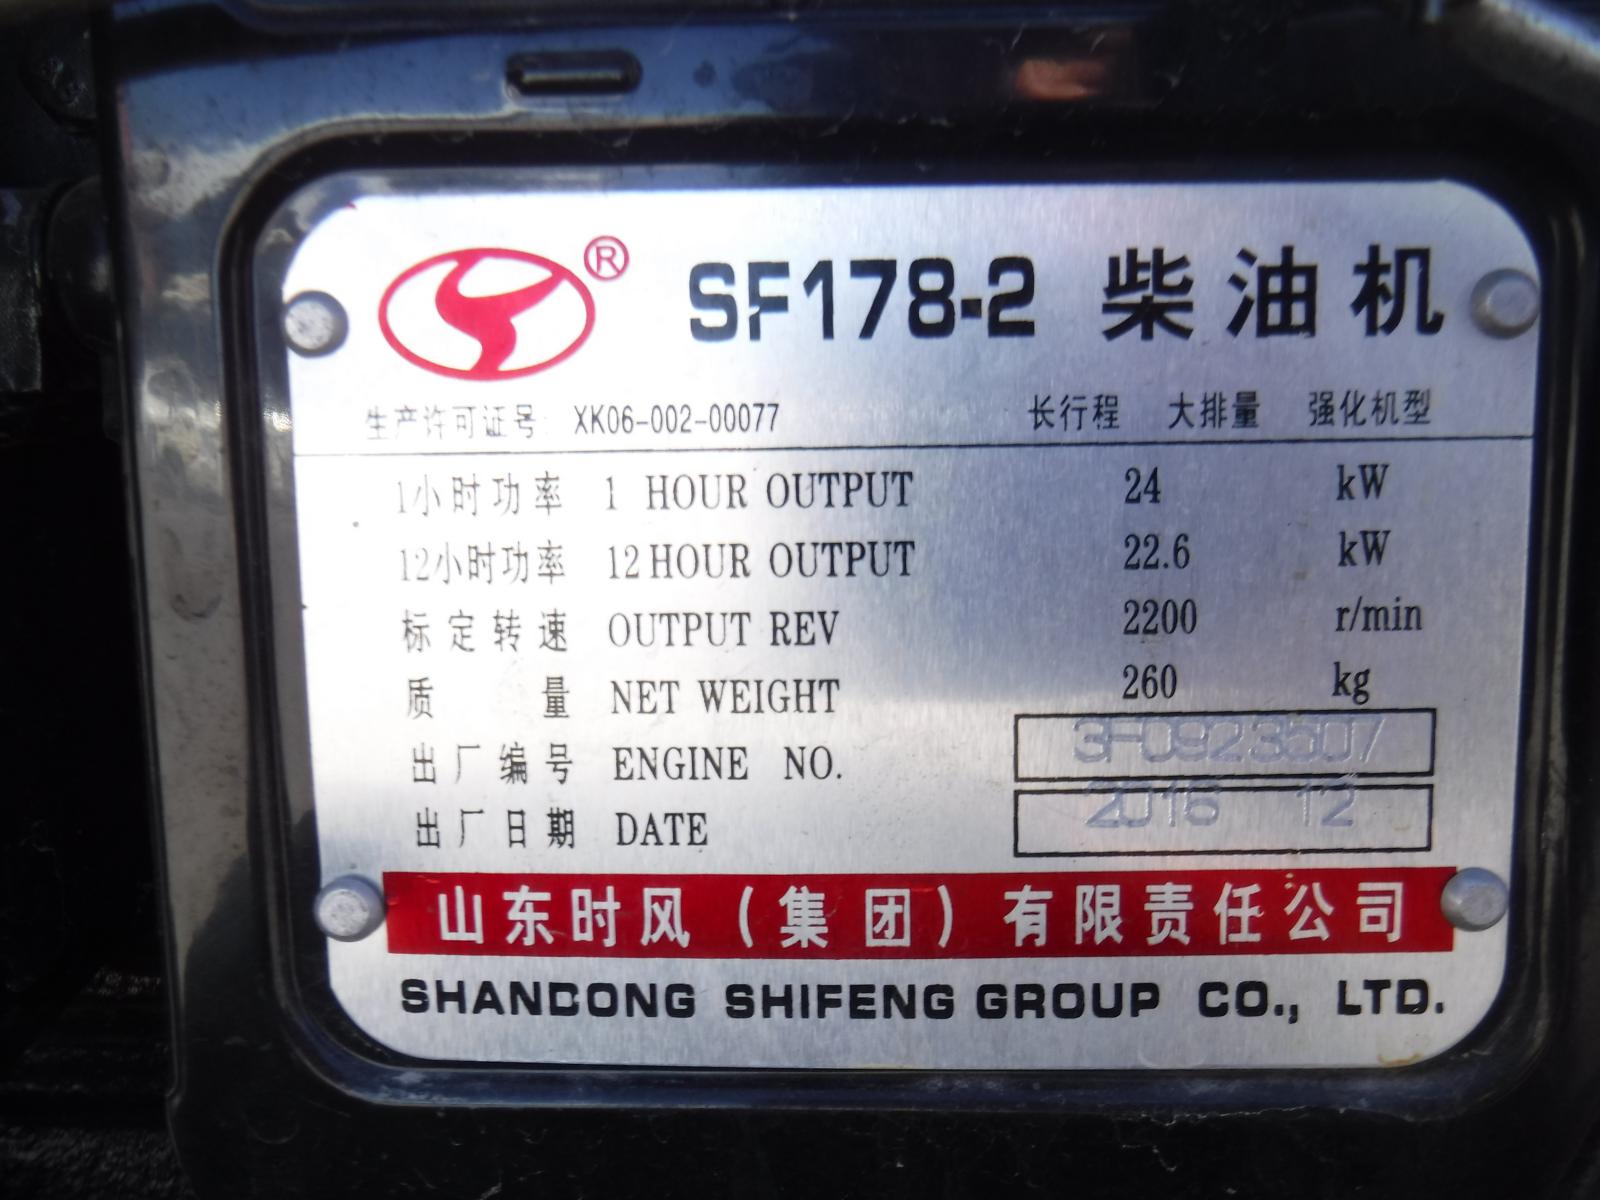 ® SF178-2 柴油机
生产许可证号: XK06-002-00077 长行程 大排量 强化机型
1小时功率 1 HOUR OUTPUT 24 kW
12小时功率 12 HOUR OUTPUT 22.6 kW
标定转速 OUTPUT REV 2200 r/min
质量 NET WEIGHT 260 kg
出厂编号 ENGINE NO. 3F0923507
出厂日期 DATE 2016 12
山东时风（集团）有限责任公司
SHANDONG SHIFENG GROUP CO., LTD.